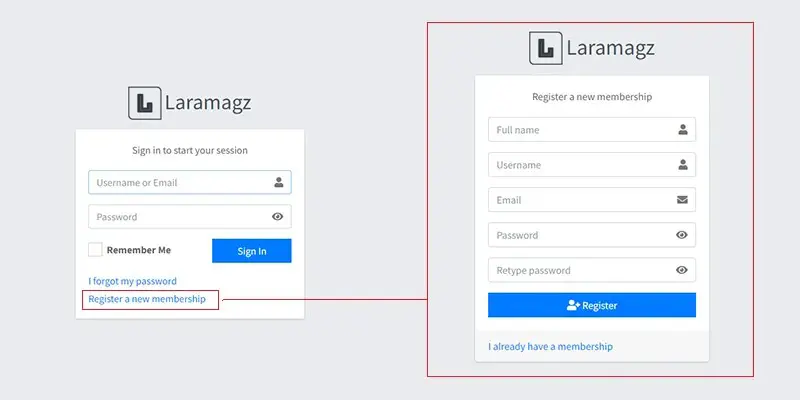 Laramagz
Sign in to start your session
Username or Email
Password
Remember Me
Sign In
I forgot my password
Register a new membership
Laramagz
Register a new membership
Full name
Username
Email
Password
Retype password
Register
I already have a membership